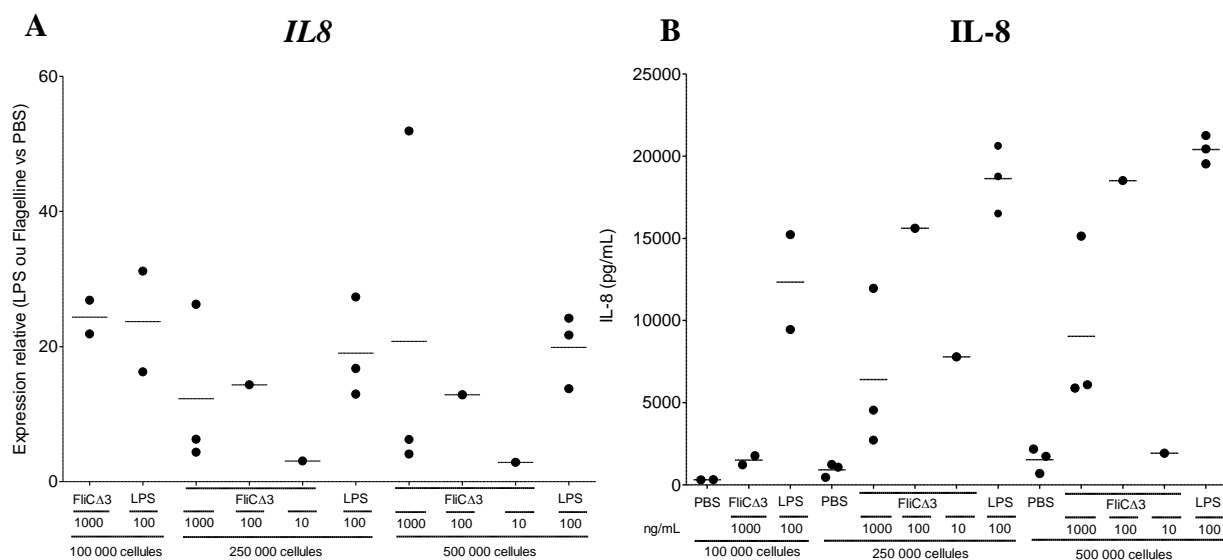 A
IL8
Expression relative (LPS ou Flagelline vs PBS)
60
40
20
0
FliCΔ3 LPS FliCΔ3 LPS FliCΔ3 LPS
1000 100 1000 100 10 100 1000 100 10 100
100 000 cellules 250 000 cellules 500 000 cellules
B
IL-8
IL-8 (pg/mL)
25000
20000
15000
10000
5000
0
PBS FliCΔ3 LPS PBS FliCΔ3 LPS PBS FliCΔ3 LPS
ng/mL 1000 100 1000 100 10 100 1000 100 10 100
100 000 cellules 250 000 cellules 500 000 cellules